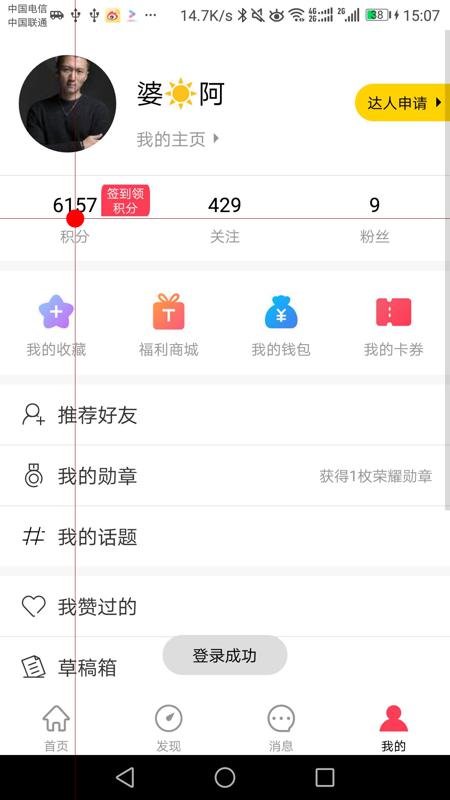 中国电信
中国联通
14.7K/s
4G
2G
2G
38
15:07
婆☀️阿
达人申请
我的主页
6157
签到领
积分
429
9
积分
关注
粉丝
我的收藏
福利商城
我的钱包
我的卡券
推荐好友
我的勋章
获得1枚荣耀勋章
我的话题
我赞过的
登录成功
草稿箱
首页
发现
消息
我的